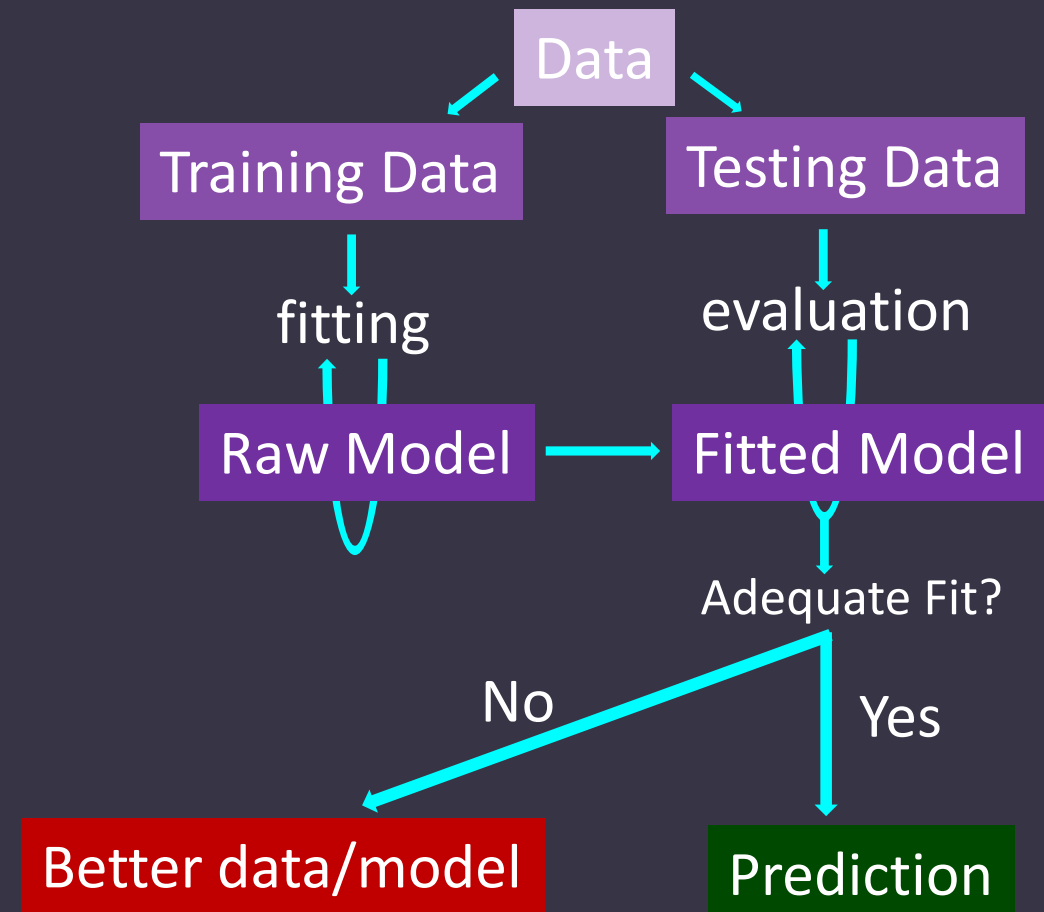 Data
Training Data
Testing Data
fitting
evaluation
Raw Model
Fitted Model
Adequate Fit?
No
Yes
Better data/model
Prediction